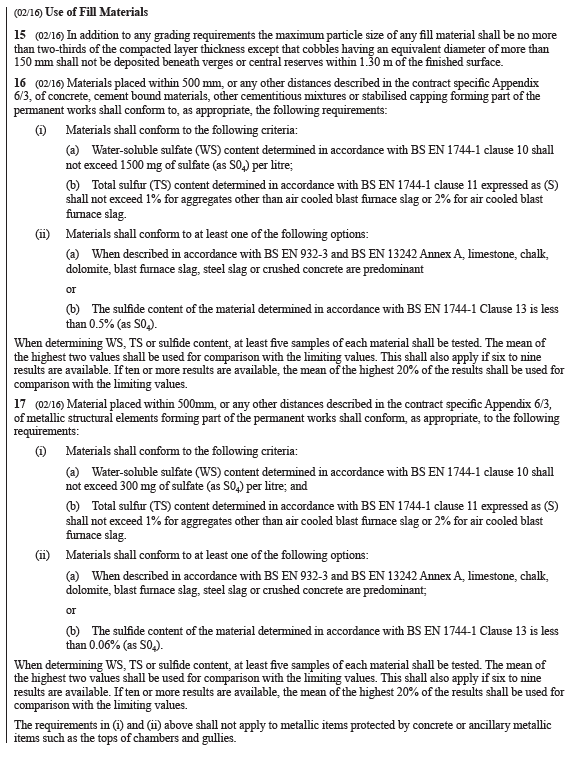 (02/16) Use of Fill Materials
15 (02/16) In addition to any grading requirements the maximum particle size of any fill material shall be no more
than two-thirds of the compacted layer thickness except that cobbles having an equivalent diameter of more than
150 mm shall not be deposited beneath verges or central reserves within 1.30 m of the finished surface.
16 (02/16) Materials placed within 500 mm, or any other distances described in the contract specific Appendix
6/3, of concrete, cement bound materials, other cementitious mixtures or stabilised capping forming part of the
permanent works shall conform to, as appropriate, the following requirements:
(i) Materials shall conform to the following criteria:
(a) Water-soluble sulfate (WS) content determined in accordance with BS EN 1744-1 clause 10 shall
not exceed 1500 mg of sulfate (as S0₄) per litre;
(b) Total sulfur (TS) content determined in accordance with BS EN 1744-1 clause 11 expressed as (S)
shall not exceed 1% for aggregates other than air cooled blast furnace slag or 2% for air cooled blast
furnace slag.
(ii) Materials shall conform to at least one of the following options:
(a) When described in accordance with BS EN 932-3 and BS EN 13242 Annex A, limestone, chalk,
dolomite, blast furnace slag, steel slag or crushed concrete are predominant
or
(b) The sulfide content of the material determined in accordance with BS EN 1744-1 Clause 13 is less
than 0.5% (as S0₄).
When determining WS, TS or sulfide content, at least five samples of each material shall be tested. The mean of
the highest two values shall be used for comparison with the limiting values. This shall also apply if six to nine
results are available. If ten or more results are available, the mean of the highest 20% of the results shall be used for
comparison with the limiting values.
17 (02/16) Material placed within 500mm, or any other distances described in the contract specific Appendix 6/3,
of metallic structural elements forming part of the permanent works shall conform, as appropriate, to the following
requirements:
(i) Materials shall conform to the following criteria:
(a) Water-soluble sulfate (WS) content determined in accordance with BS EN 1744-1 clause 10 shall
not exceed 300 mg of sulfate (as S0₄) per litre; and
(b) Total sulfur (TS) content determined in accordance with BS EN 1744-1 clause 11 expressed as (S)
shall not exceed 1% for aggregates other than air cooled blast furnace slag or 2% for air cooled blast
furnace slag.
(ii) Materials shall conform to at least one of the following options:
(a) When described in accordance with BS EN 932-3 and BS EN 13242 Annex A, limestone, chalk,
dolomite, blast furnace slag, steel slag or crushed concrete are predominant;
or
(b) The sulfide content of the material determined in accordance with BS EN 1744-1 Clause 13 is less
than 0.06% (as S0₄).
When determining WS, TS or sulfide content, at least five samples of each material shall be tested. The mean of
the highest two values shall be used for comparison with the limiting values. This shall also apply if six to nine
results are available. If ten or more results are available, the mean of the highest 20% of the results shall be used for
comparison with the limiting values.
The requirements in (i) and (ii) above shall not apply to metallic items protected by concrete or ancillary metallic
items such as the tops of chambers and gullies.